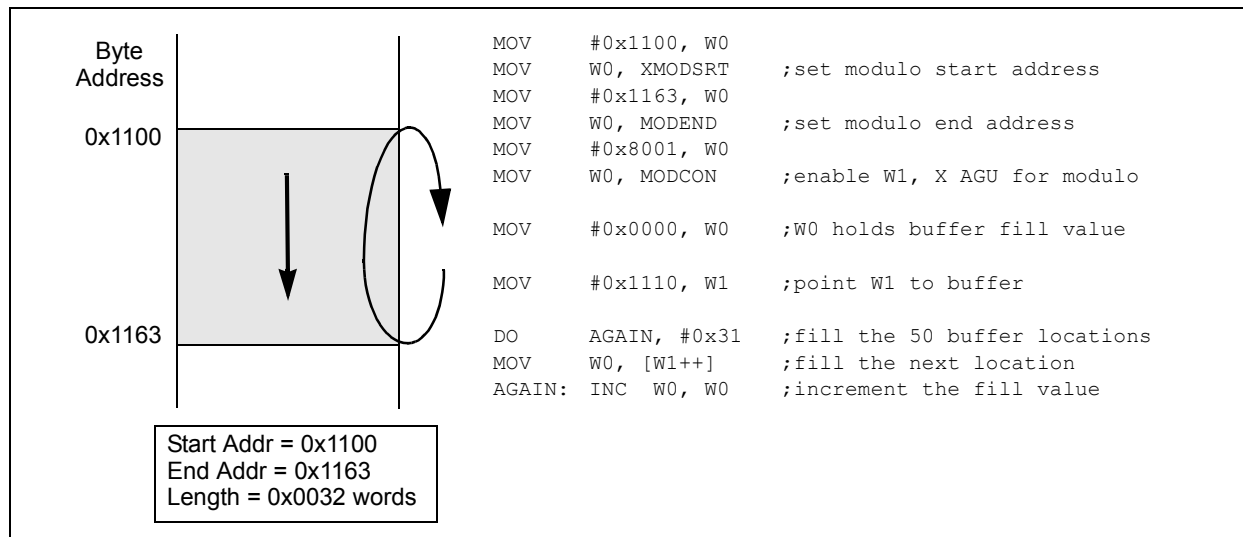 Byte
Address
0x1100
0x1163
Start Addr = 0x1100
End Addr = 0x1163
Length = 0x0032 words
MOV #0x1100, W0
MOV W0, XMODSRT ;set modulo start address
MOV #0x1163, W0
MOV W0, MODEND ;set modulo end address
MOV #0x8001, W0
MOV W0, MODCON ;enable W1, X AGU for modulo
MOV #0x0000, W0 ;W0 holds buffer fill value
MOV #0x1110, W1 ;point W1 to buffer
DO AGAIN, #0x31 ;fill the 50 buffer locations
MOV W0, [W1++] ;fill the next location
AGAIN: INC W0, W0 ;increment the fill value